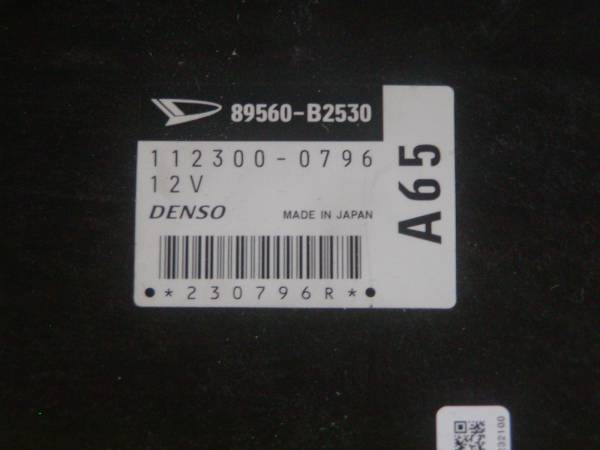 89560-B2530
112300-0796
12V
DENSO MADE IN JAPAN
*230796R*
A65